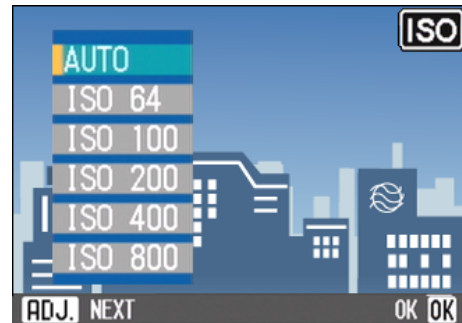 ISO
AUTO
ISO 64
ISO 100
ISO 200
ISO 400
ISO 800
ADJ. NEXT OK OK